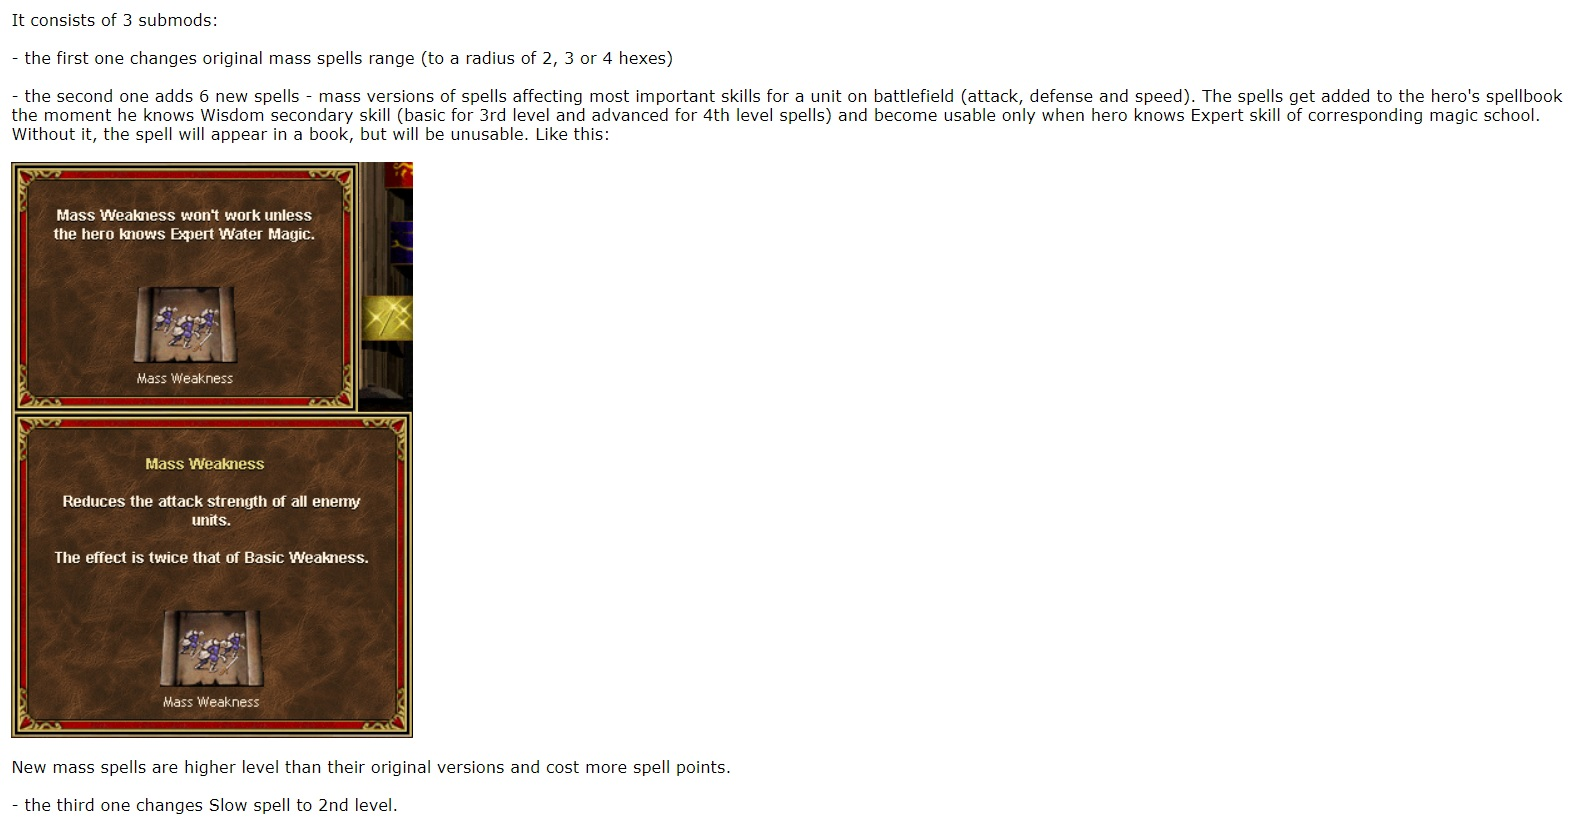 It consists of 3 submods:
- the first one changes original mass spells range (to a radius of 2, 3 or 4 hexes)
- the second one adds 6 new spells - mass versions of spells affecting most important skills for a unit on battlefield (attack, defense and speed). The spells get added to the hero's spellbook
the moment he knows Wisdom secondary skill (basic for 3rd level and advanced for 4th level spells) and become usable only when hero knows Expert skill of corresponding magic school.
Without it, the spell will appear in a book, but will be unusable. Like this:
Mass Weakness won't work unless
the hero knows Expert Water Magic.
Mass Weakness
Mass Weakness
Reduces the attack strength of all enemy
units.
The effect is twice that of Basic Weakness.
Mass Weakness
New mass spells are higher level than their original versions and cost more spell points.
- the third one changes Slow spell to 2nd level.